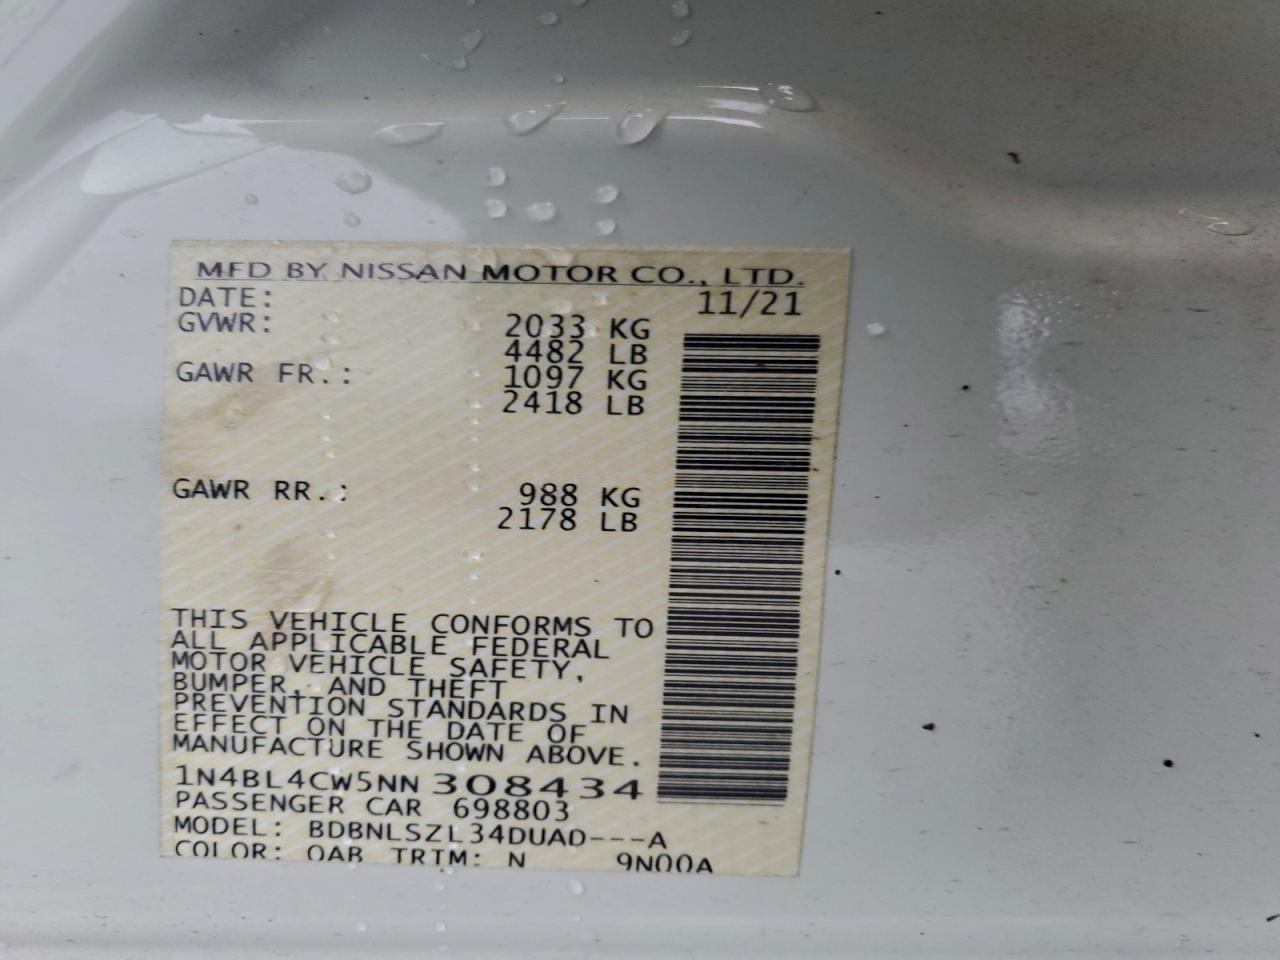 MFD BY NISSAN MOTOR CO., LTD.
DATE: 11/21
GVWR: 2033 KG
4482 LB
GAWR FR.: 1097 KG
2418 LB
GAWR RR.: 988 KG
2178 LB
THIS VEHICLE CONFORMS TO
ALL APPLICABLE FEDERAL
MOTOR VEHICLE SAFETY,
BUMPER, AND THEFT
PREVENTION STANDARDS IN
EFFECT ON THE DATE OF
MANUFACTURE SHOWN ABOVE.
1N4BL4CW5NN308434
PASSENGER CAR 698803
MODEL: BDBNLSZL34DUAD---A
COLOR: QAB TRIM: N 9N00A